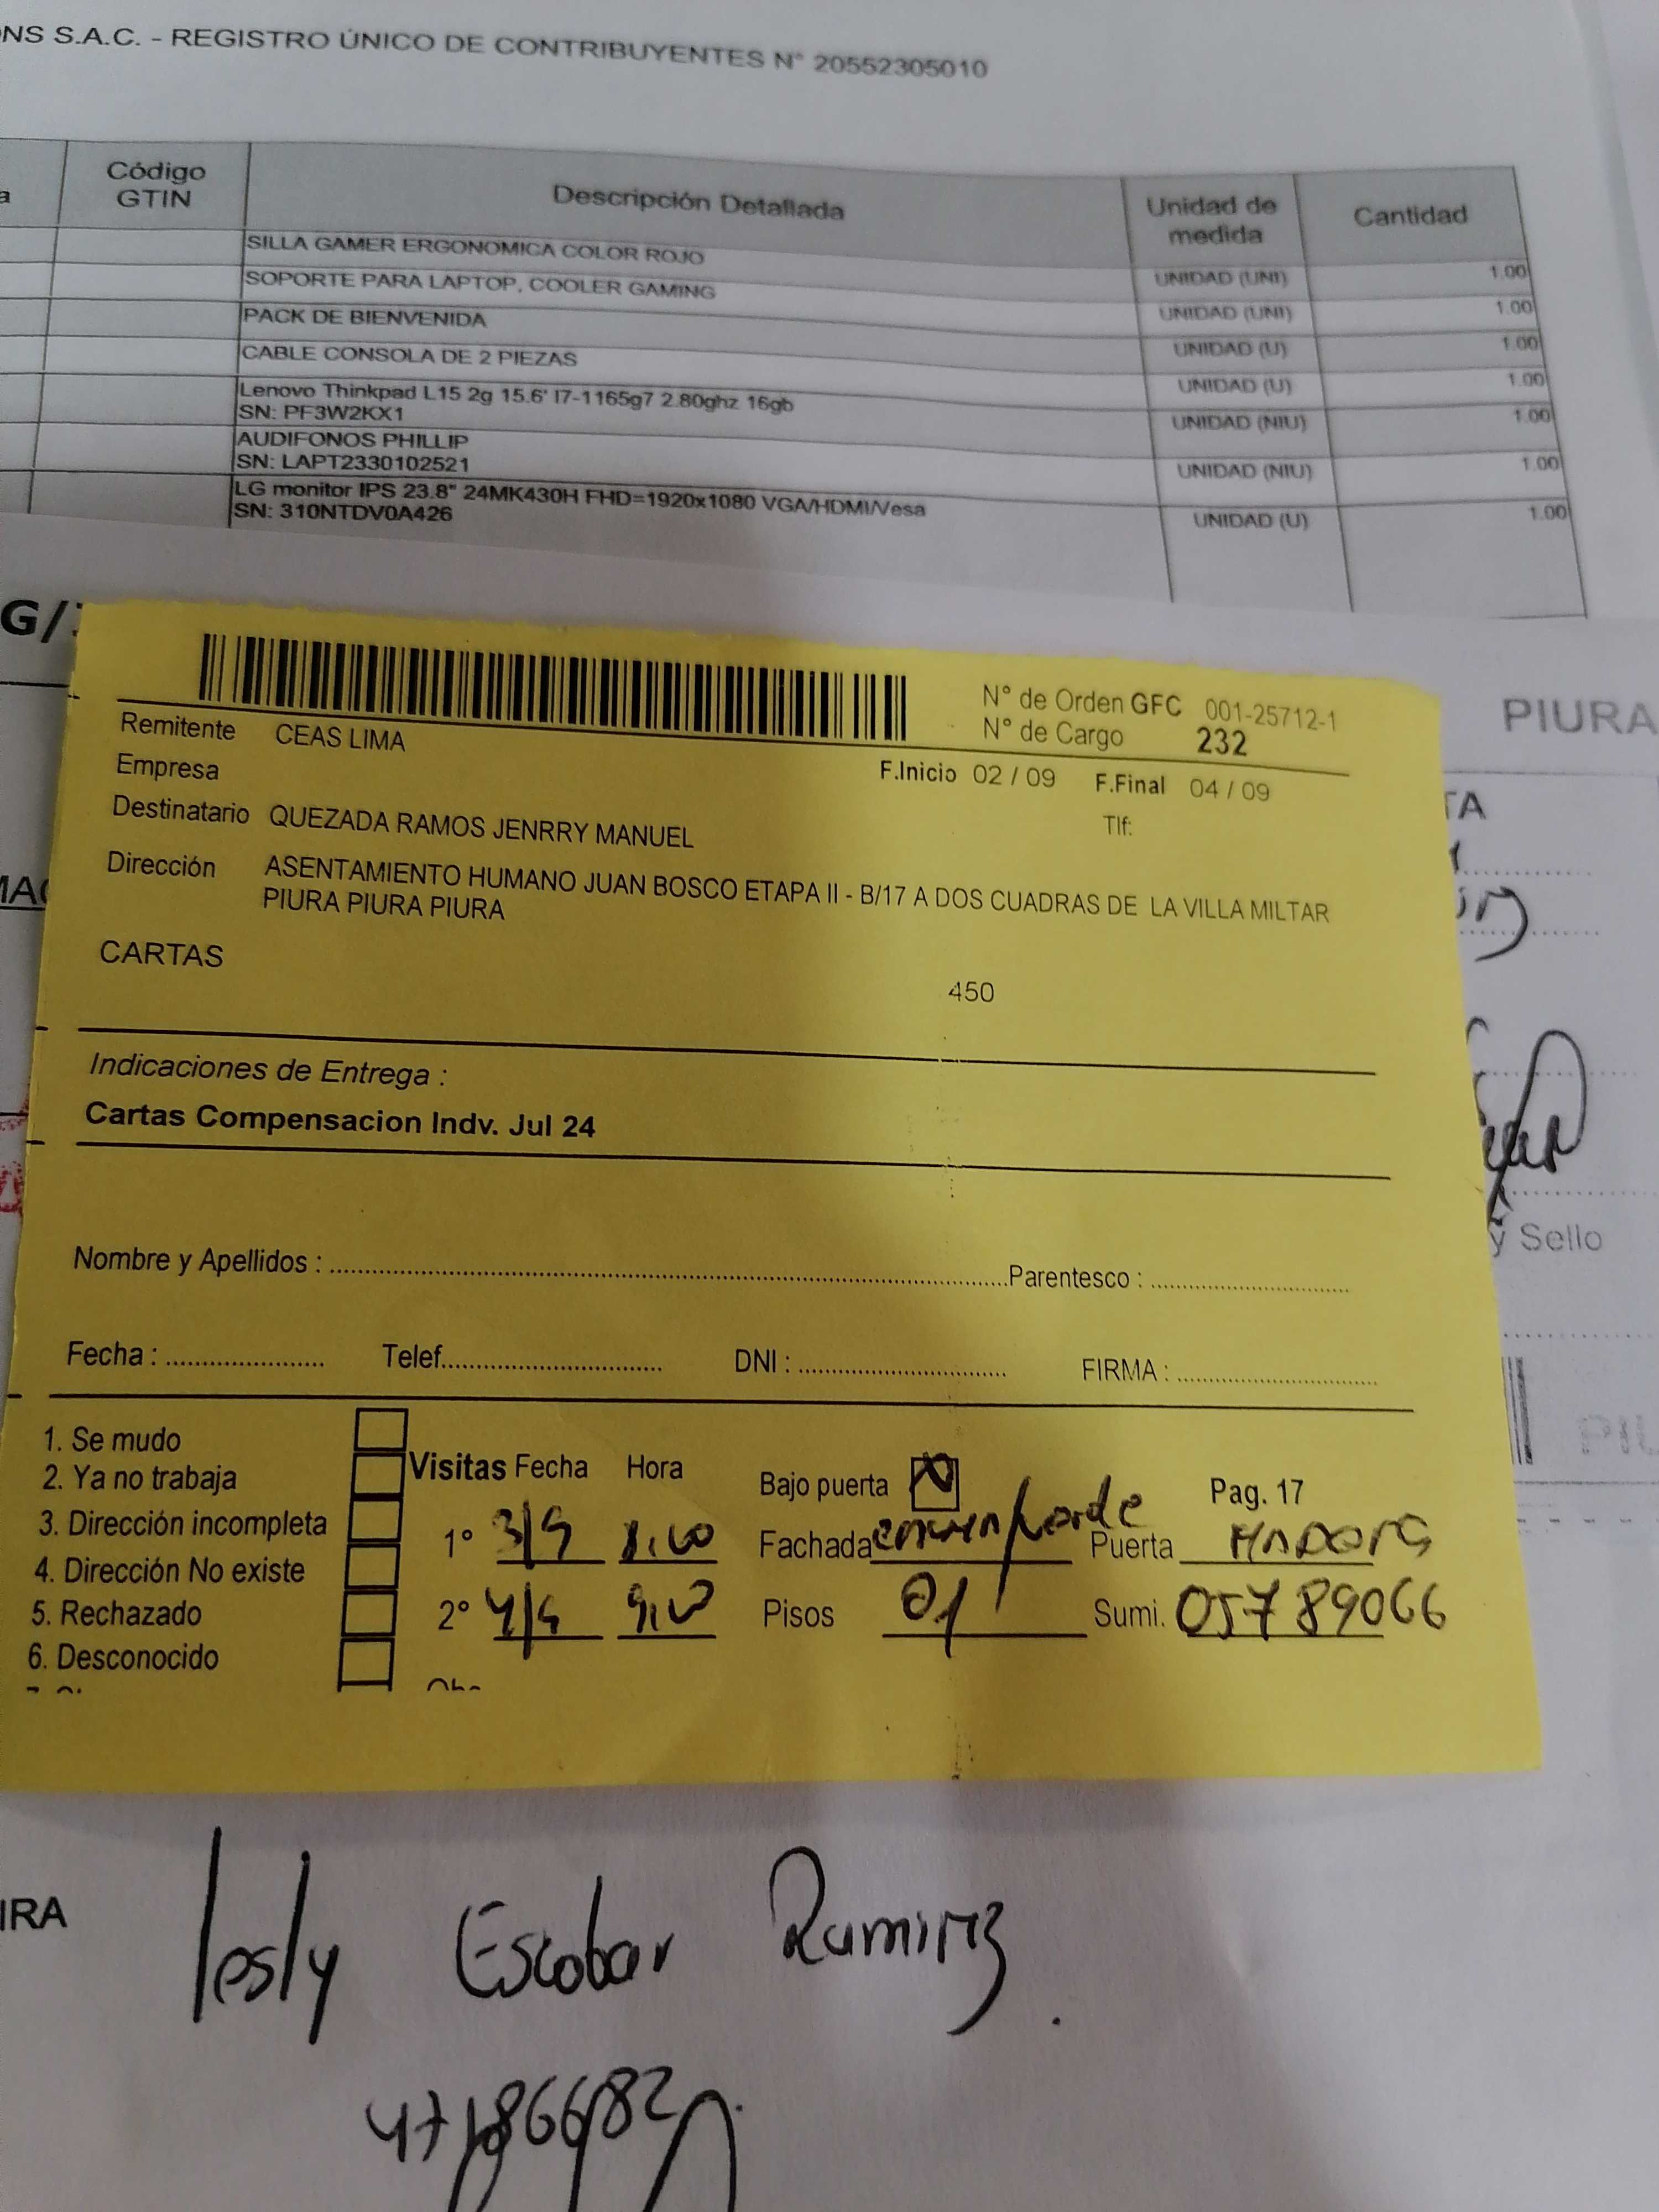 NS S.A.C. - REGISTRO ÚNICO DE CONTRIBUYENTES N° 20552305010
a Código GTIN Descripción Detallada Unidad de medida Cantidad
SILLA GAMER ERGONOMICA COLOR ROJO UNIDAD (UNI) 1.00
SOPORTE PARA LAPTOP, COOLER GAMING UNIDAD (UNI) 1.00
PACK DE BIENVENIDA UNIDAD (U) 1.00
CABLE CONSOLA DE 2 PIEZAS UNIDAD (U) 1.00
Lenovo Thinkpad L15 2g 15.6' I7-1165g7 2.80ghz 16gb UNIDAD (NIU) 1.00
SN: PF3W2KX1
AUDIFONOS PHILLIP UNIDAD (NIU) 1.00
SN: LAPT2330102521
LG monitor IPS 23.8" 24MK430H FHD=1920x1080 VGA/HDMI/Vesa UNIDAD (U) 1.00
SN: 310NTDV0A426
G/
PIURA
TA
y Sello
N° de Orden GFC 001-25712-1
N° de Cargo 232
Remitente CEAS LIMA
Empresa F.Inicio 02 / 09 F.Final 04 / 09
Destinatario QUEZADA RAMOS JENRRY MANUEL Tlf:
Dirección ASENTAMIENTO HUMANO JUAN BOSCO ETAPA II - B/17 A DOS CUADRAS DE LA VILLA MILTAR
PIURA PIURA PIURA
CARTAS
450
Indicaciones de Entrega :
Cartas Compensacion Indv. Jul 24
Nombre y Apellidos : Parentesco :
Fecha : Telef. DNI : FIRMA :
1. Se mudo
2. Ya no trabaja
3. Dirección incompleta
4. Dirección No existe
5. Rechazado
6. Desconocido
Visitas Fecha Hora Bajo puerta Pag. 17
1° 3/9 Fachada Puerta
2° 4/9 Pisos 01 Sumi. 05789066
IRA
lesly Escobar Ramirez.